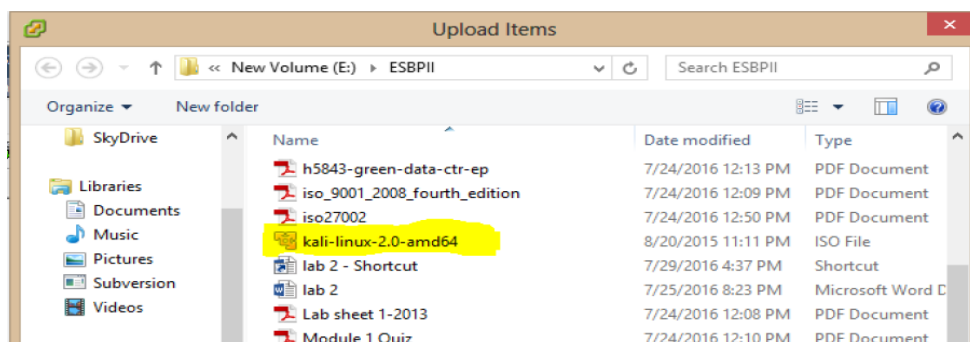 Upload Items
« New Volume (E:) ▸ ESBPII
Search ESBPII
Organize
New folder
Name
Date modified
Type
SkyDrive
Libraries
Documents
Music
Pictures
Subversion
Videos
h5843-green-data-ctr-ep 7/24/2016 12:13 PM PDF Document
iso_9001_2008_fourth_edition 7/24/2016 12:09 PM PDF Document
iso27002 7/24/2016 12:50 PM PDF Document
kali-linux-2.0-amd64 8/20/2015 11:11 PM ISO File
lab 2 - Shortcut 7/29/2016 4:37 PM Shortcut
lab 2 7/25/2016 8:23 PM Microsoft Word D
Lab sheet 1-2013 7/24/2016 12:08 PM PDF Document
Module 1 Quiz 7/24/2016 12:10 PM PDF Document